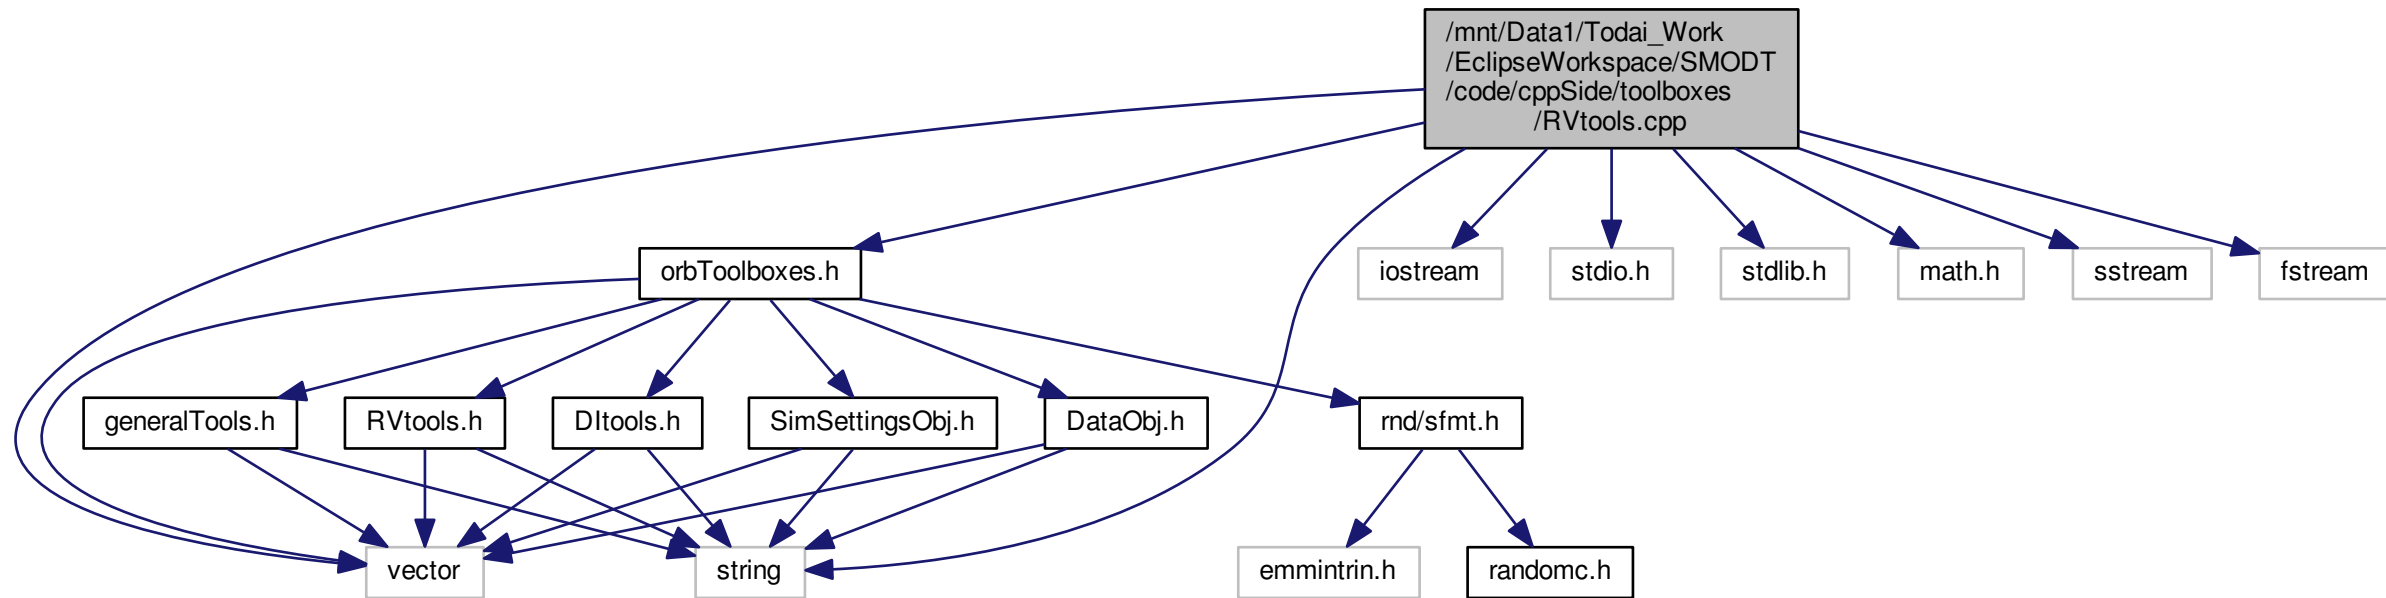 /mnt/Data1/Todai_Work
/EclipseWorkspace/SMODT
/code/cppSide/toolboxes
/RVtools.cpp
orbToolboxes.h
iostream
stdio.h
stdlib.h
math.h
sstream
fstream
generalTools.h
RVtools.h
DItools.h
SimSettingsObj.h
DataObj.h
rnd/sfmt.h
vector
string
emmintrin.h
randomc.h